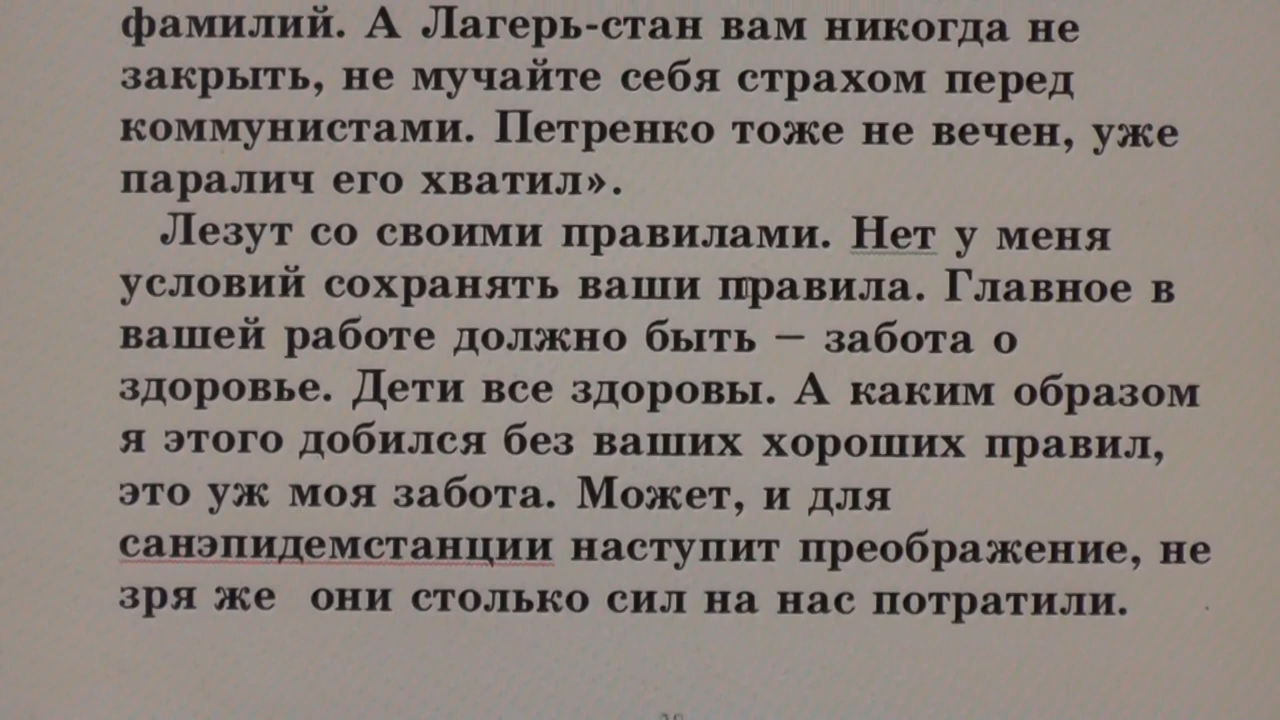 фамилий. А Лагерь-стан вам никогда не
закрыть, не мучайте себя страхом перед
коммунистами. Петренко тоже не вечен, уже
паралич его хватил».
Лезут со своими правилами. Нет у меня
условий сохранять ваши правила. Главное в
вашей работе должно быть – забота о
здоровье. Дети все здоровы. А каким образом
я этого добился без ваших хороших правил,
это уж моя забота. Может, и для
санэпидемстанции наступит преображение, не
зря же они столько сил на нас потратили.